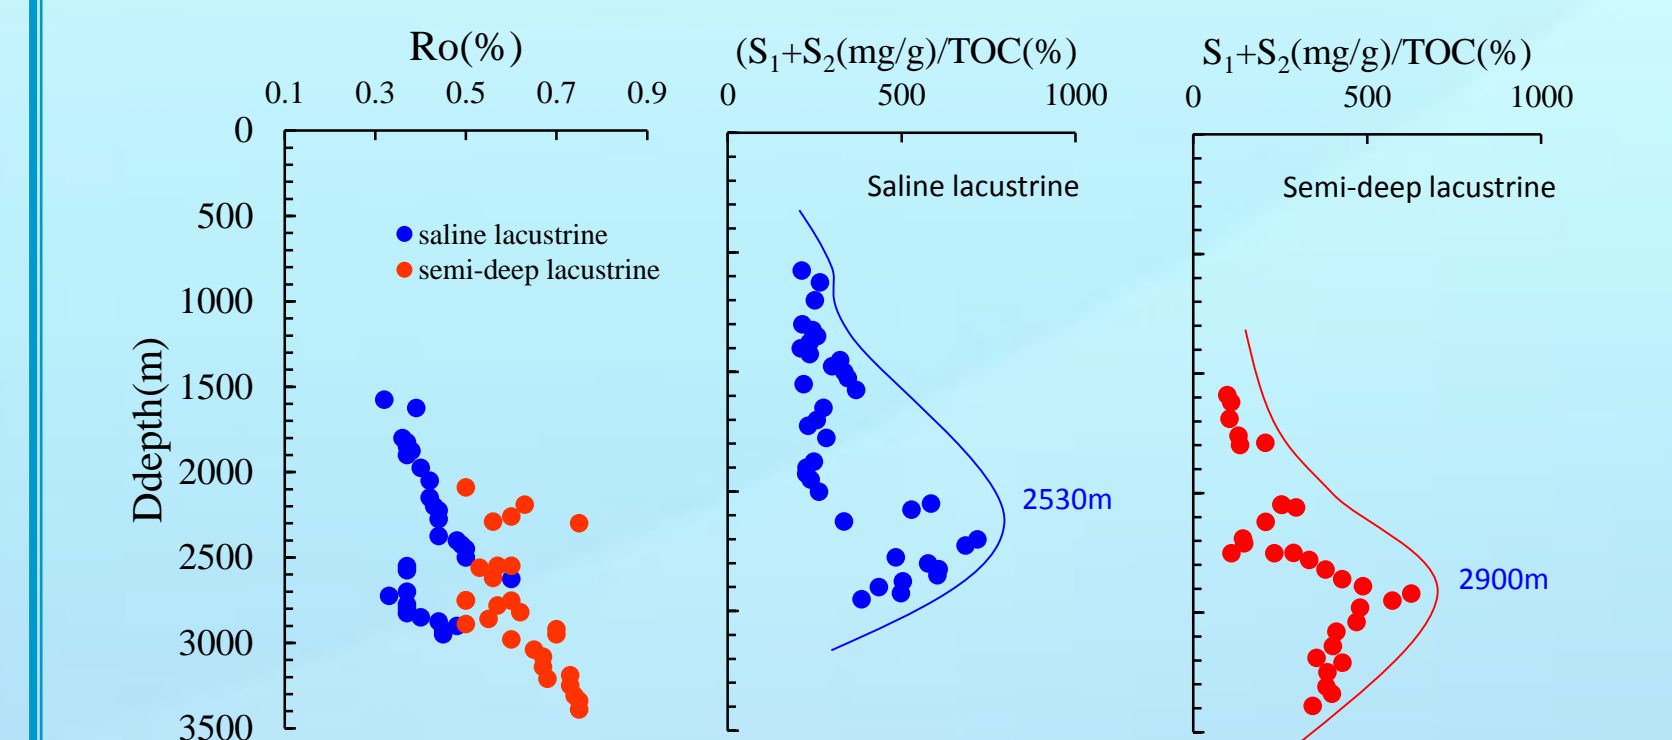 Ro(%)
0.1 0.3 0.5 0.7 0.9
0
500
1000
1500
2000
2500
3000
3500
Ddepth(m)
saline lacustrine
semi-deep lacustrine
(S₁+S₂(mg/g)/TOC(%)
0 500 1000
Saline lacustrine
2530m
S₁+S₂(mg/g)/TOC(%)
0 500 1000
Semi-deep lacustrine
2900m